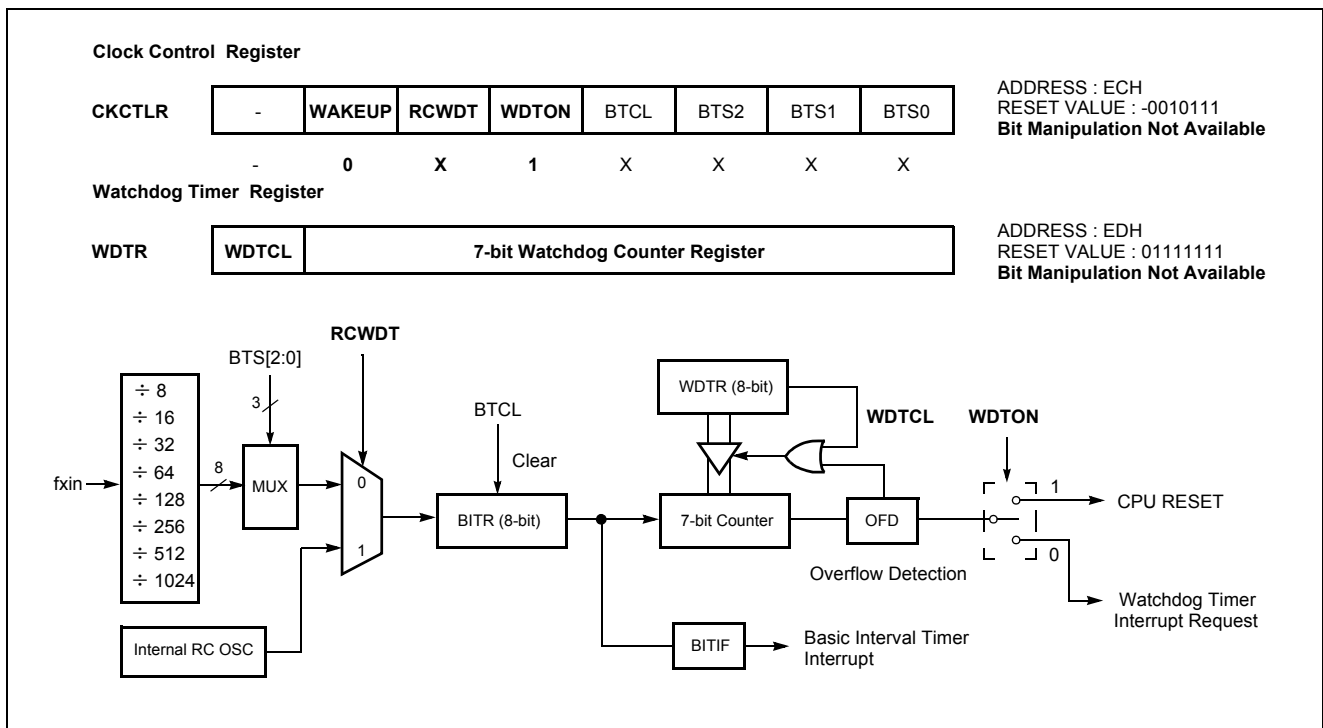 Clock Control Register
CKCTLR - WAKEUP RCWDT WDTON BTCL BTS2 BTS1 BTS0
ADDRESS : ECH
RESET VALUE : -0010111
Bit Manipulation Not Available
- 0 X 1 X X X X
Watchdog Timer Register
WDTR WDTCL 7-bit Watchdog Counter Register
ADDRESS : EDH
RESET VALUE : 01111111
Bit Manipulation Not Available
RCWDT
BTS[2:0]
3
fxin
÷ 8
÷ 16
÷ 32
÷ 64
÷ 128
÷ 256
÷ 512
÷ 1024
8
MUX
0
1
Internal RC OSC
BTCL
Clear
BITR (8-bit)
WDTR (8-bit)
WDTCL
WDTON
7-bit Counter
OFD
Overflow Detection
1
CPU RESET
0
Watchdog Timer
Interrupt Request
BITIF
Basic Interval Timer
Interrupt